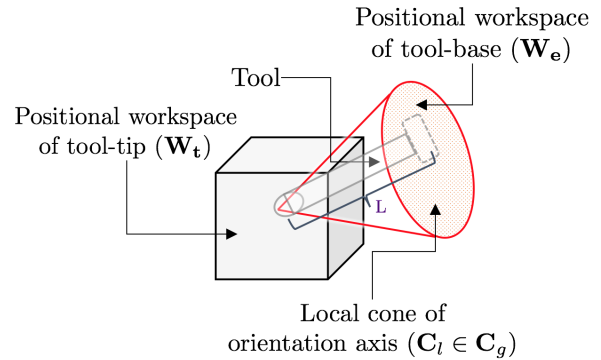 Positional workspace
of tool-base (Wₑ)
Tool
Positional workspace
of tool-tip (Wₜ)
L
Local cone of
orientation axis (Cₗ ∈ C_g)